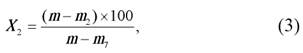 X₂ = (m − m₂) × 100 / m − m₇, (3)